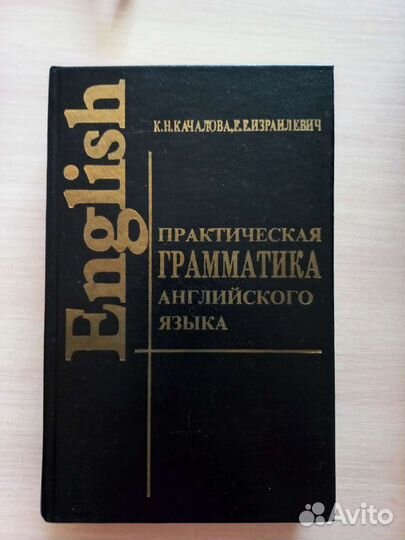 English
К.Н.КАЧАЛОВА,Е.Е.ИЗРАИЛЕВИЧ
ПРАКТИЧЕСКАЯ
ГРАММАТИКА
АНГЛИЙСКОГО
ЯЗЫКА
Avito